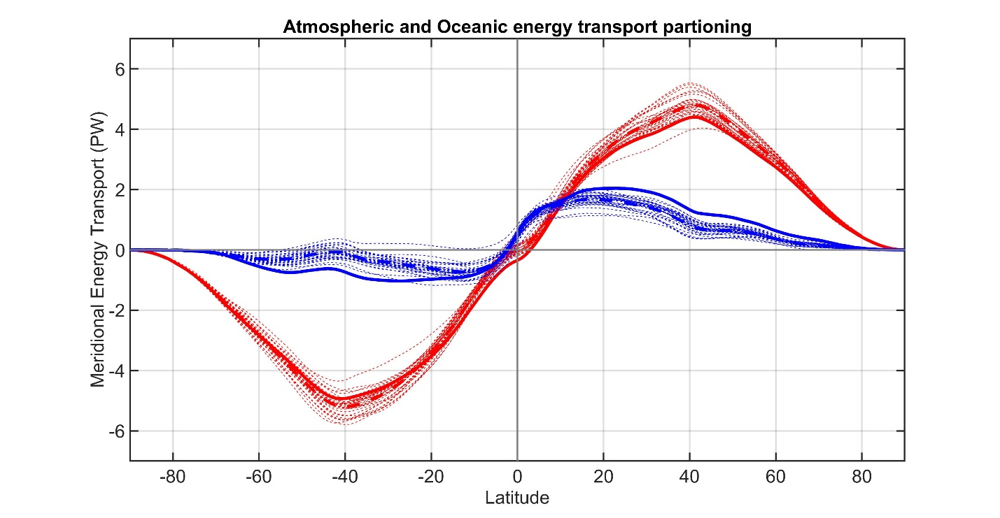 Atmospheric and Oceanic energy transport partioning
Meridional Energy Transport (PW)
6
4
2
0
-2
-4
-6
-80 -60 -40 -20 0 20 40 60 80
Latitude